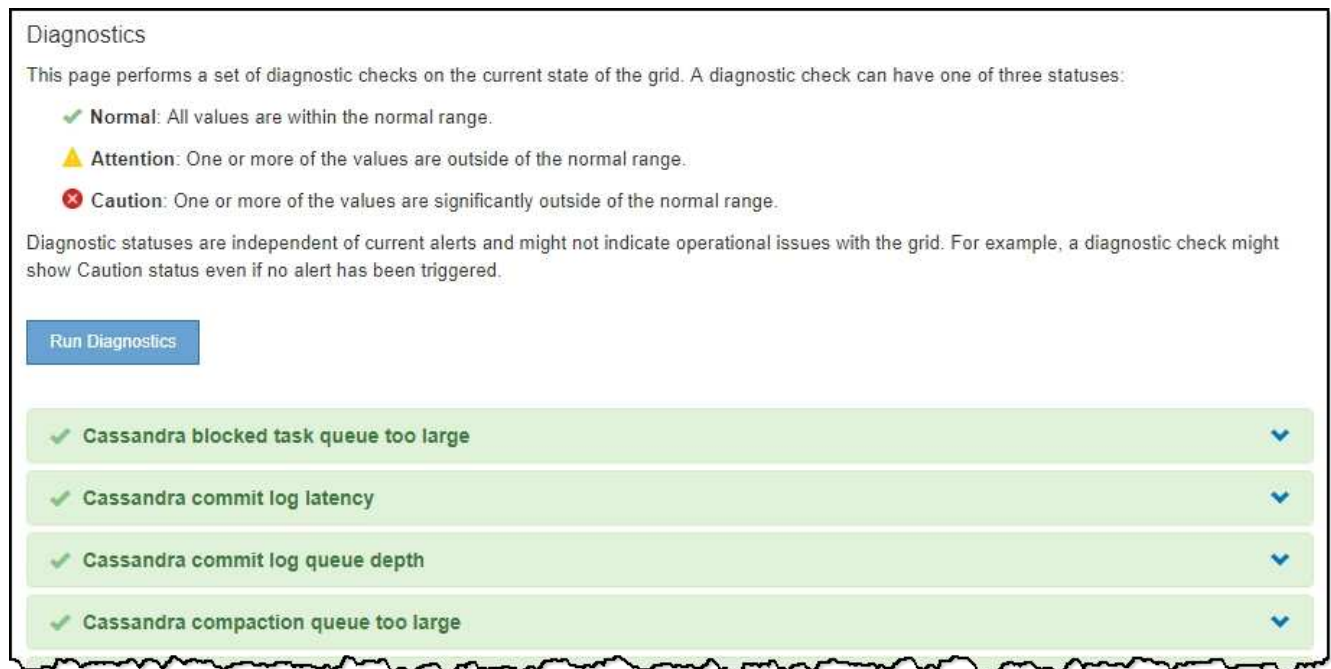 Diagnostics
This page performs a set of diagnostic checks on the current state of the grid. A diagnostic check can have one of three statuses:
Normal: All values are within the normal range.
Attention: One or more of the values are outside of the normal range.
Caution: One or more of the values are significantly outside of the normal range.
Diagnostic statuses are independent of current alerts and might not indicate operational issues with the grid. For example, a diagnostic check might
show Caution status even if no alert has been triggered.
Run Diagnostics
Cassandra blocked task queue too large
Cassandra commit log latency
Cassandra commit log queue depth
Cassandra compaction queue too large